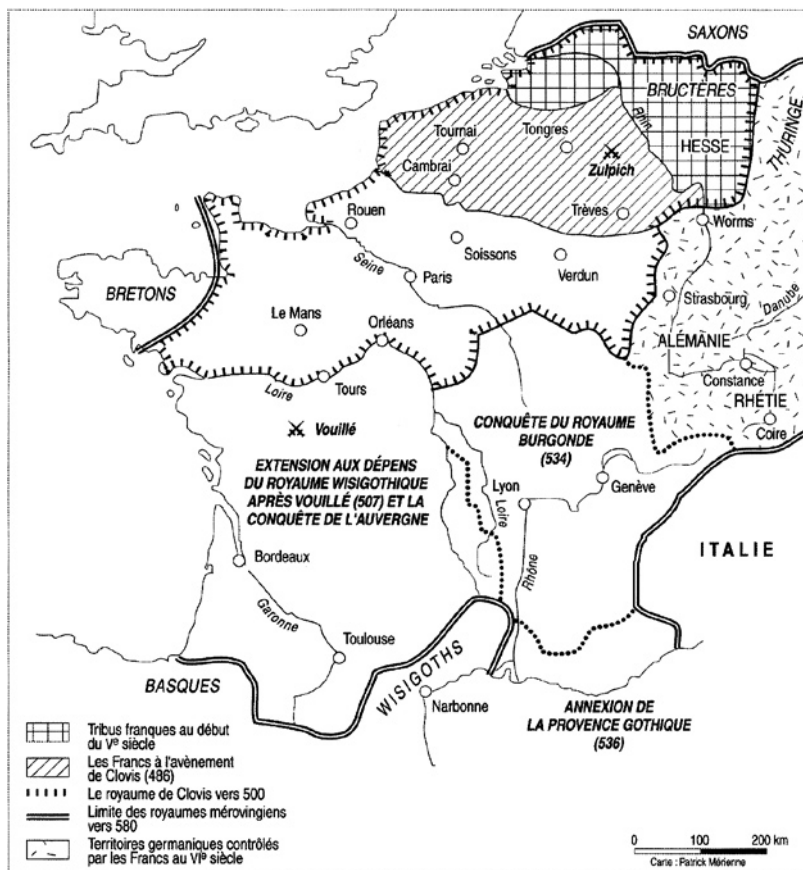 SAXONS
BRUCTÈRES
THURINGE
Tournai
Tongres
Rhin
HESSE
Cambrai
Zulpich
Trèves
Rouen
Worms
Soissons
Seine
Verdun
Paris
Strasbourg
Danube
BRETONS
Le Mans
Orléans
ALÉMANIE
Constance
Loire
Tours
RHÉTIE
Coire
Vouillé
CONQUÊTE DU ROYAUME
BURGONDE
(534)
EXTENSION AUX DÉPENS
DU ROYAUME WISIGOTHIQUE
APRÈS VOUILLÉ (507) ET LA
CONQUÊTE DE L'AUVERGNE
Lyon
Loire
Genève
Rhône
ITALIE
Bordeaux
Garonne
Toulouse
WISIGOTHS
BASQUES
Narbonne
ANNEXION DE
LA PROVENCE GOTHIQUE
(536)
Tribus franques au début
du Ve siècle
Les Francs à l'avènement
de Clovis (486)
Le royaume de Clovis vers 500
Limite des royaumes mérovingiens
vers 580
Territoires germaniques contrôlés
par les Francs au VIe siècle
0 100 200 km
Carte : Patrick Mérienne